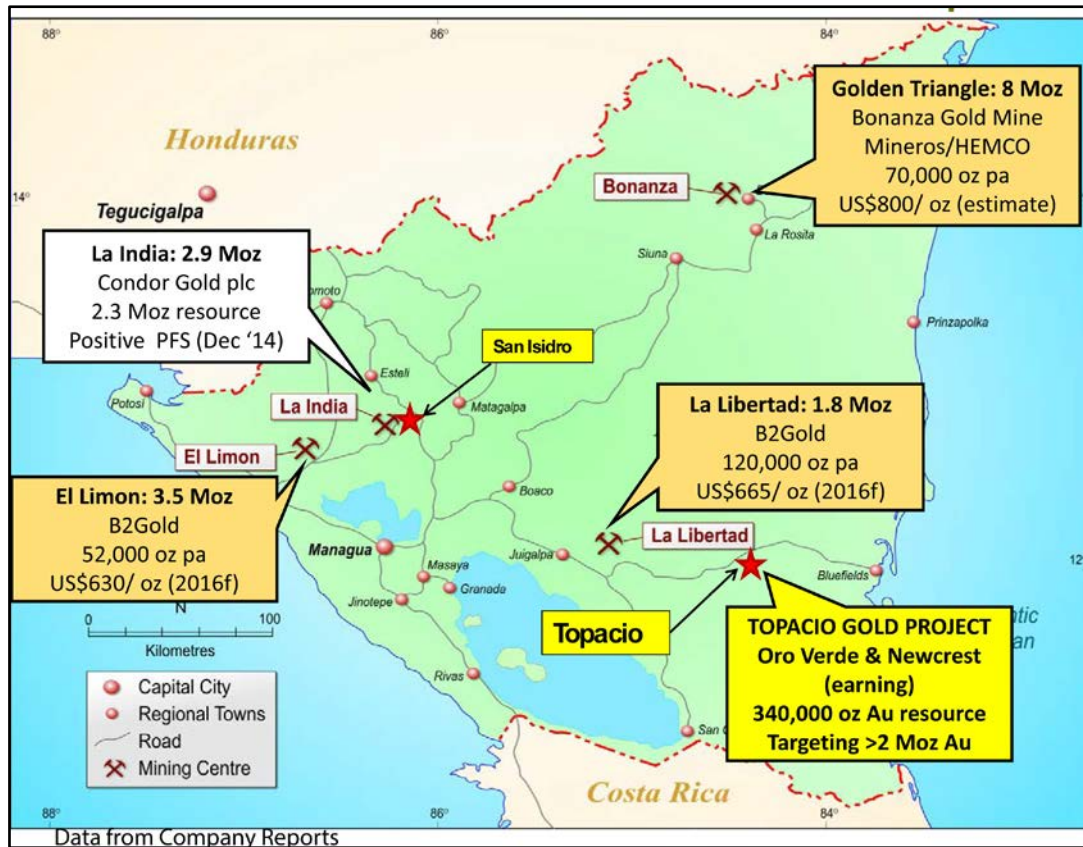 88°
86°
84°
Honduras
Tegucigalpa
14°
Golden Triangle: 8 Moz
Bonanza Gold Mine
Mineros/HEMCO
70,000 oz pa
US$800/ oz (estimate)
Bonanza
La Rosita
Siuna
La India: 2.9 Moz
Condor Gold plc
2.3 Moz resource
Positive PFS (Dec ‘14)
omoto
San Isidro
Prinzapolka
Esteli
Potosi
La India
Matagalpa
El Limon
La Libertad: 1.8 Moz
B2Gold
120,000 oz pa
US$665/ oz (2016f)
El Limon: 3.5 Moz
B2Gold
52,000 oz pa
US$630/ oz (2016f)
Boaco
La Libertad
Managua
Juigalpa
12
Masaya
Granada
Bluefields
Jinotepe
N
0
100
Kilometres
Topacio
TOPACIO GOLD PROJECT
Oro Verde & Newcrest
(earning)
340,000 oz Au resource
Targeting >2 Moz Au
ntic
an
Rivas
San C
Capital City
Regional Towns
Road
Mining Centre
Costa Rica
88°
86°
84°
Data from Company Reports